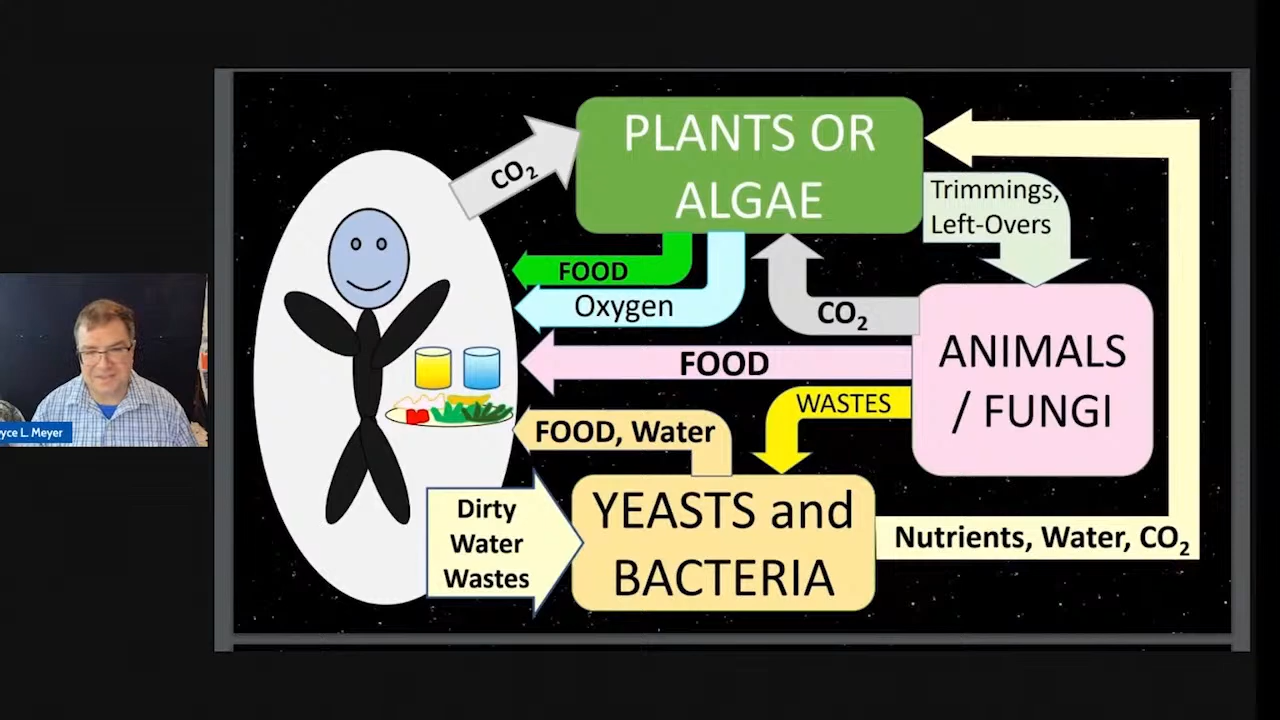 PLANTS OR
ALGAE
CO₂
Trimmings,
Left-Overs
FOOD
Oxygen
CO₂
FOOD
ANIMALS
/ FUNGI
WASTES
FOOD, Water
Dirty
Water
Wastes
YEASTS and
BACTERIA
Nutrients, Water, CO₂
yce L. Meyer